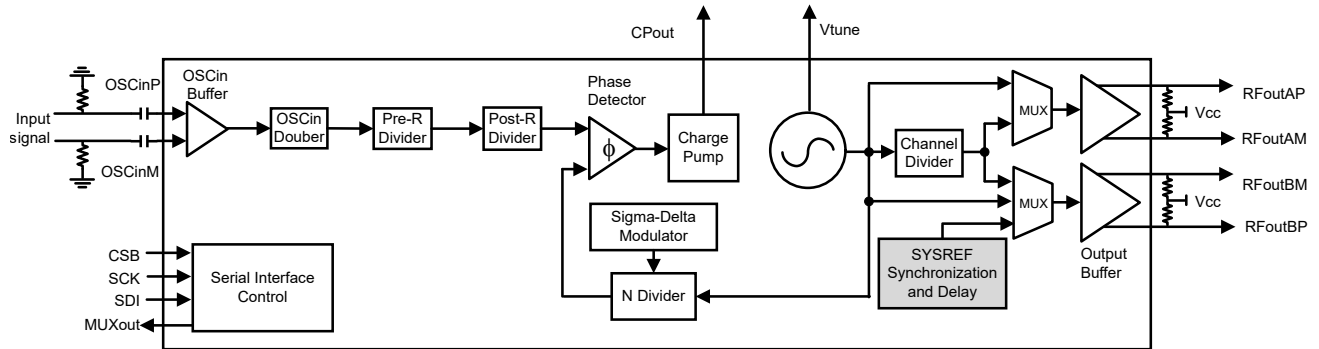 CPout
Vtune
OSCinP
OSCin
Buffer
Phase
Detector
Input
signal
OSCin
Douber
Pre-R
Divider
Post-R
Divider
ϕ
Charge
Pump
Channel
Divider
MUX
RFoutAP
Vcc
RFoutAM
OSCinM
Sigma-Delta
Modulator
MUX
RFoutBM
Vcc
RFoutBP
CSB
SCK
SDI
MUXout
Serial Interface
Control
N Divider
SYSREF
Synchronization
and Delay
Output
Buffer